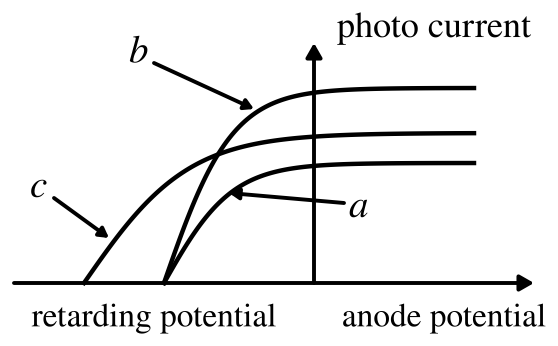 photo current
b
c
a
retarding potential
anode potential